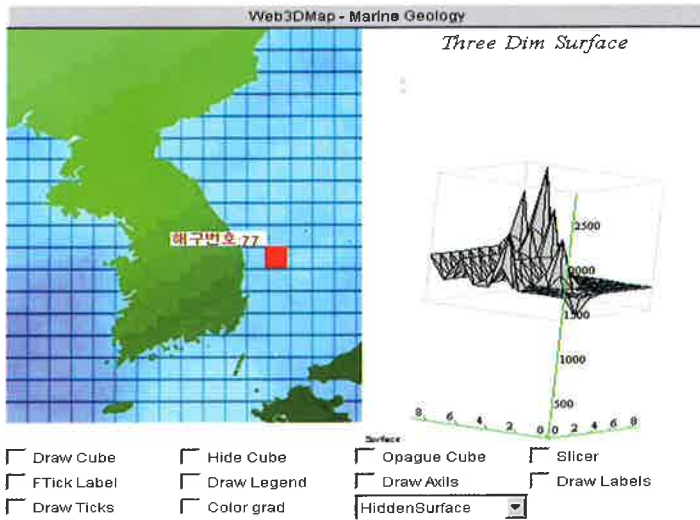 Web3DMap - Marine Geology
Three Dim Surface
해구번호 77
2500
2000
1500
1000
500
8 6 4 2 0 0 2 4 6 8
Surface
Draw Cube Hide Cube Opague Cube Slicer
FTick Label Draw Legend Draw Axils Draw Labels
Draw Ticks Color grad HiddenSurface